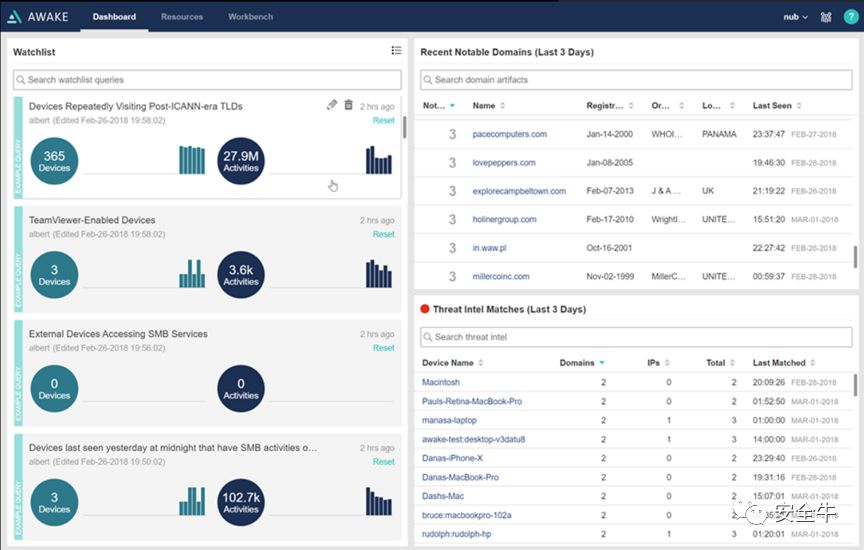 AWAKE
Dashboard
Resources
Workbench
nub
?
Watchlist
Search watchlist queries
EXAMPLE QUERY
Devices Repeatedly Visiting Post-ICANN-era TLDs
2 hrs ago
albert (Edited Feb-26-2018 19:58:02)
Reset
365
Devices
27.9M
Activities
EXAMPLE QUERY
TeamViewer-Enabled Devices
2 hrs ago
albert (Edited Feb-26-2018 19:58:02)
Reset
3
Devices
3.6k
Activities
EXAMPLE QUERY
External Devices Accessing SMB Services
2 hrs ago
albert (Edited Feb-26-2018 19:56:02)
Reset
0
Devices
0
Activities
EXAMPLE QUERY
Devices last seen yesterday at midnight that have SMB activities o...
2 hrs ago
albert (Edited Feb-26-2018 19:50:02)
Reset
3
Devices
102.7k
Activities
Recent Notable Domains (Last 3 Days)
Search domain artifacts
Not... Name Registr... Or... Lo... Last Seen
3 pacecomputers.com Jan-14-2000 WHOI... PANAMA 23:37:47 FEB-27-2018
3 lovepeppers.com Jan-08-2005 19:46:30 FEB-28-2018
3 explorecampbeltown.com Feb-07-2013 J & A ... UK 21:19:22 FEB-26-2018
3 holinergroup.com Feb-17-2010 Wrightl... UNITE... 15:51:20 MAR-01-2018
3 in.waw.pl Oct-16-2001 22:27:42 FEB-26-2018
3 millercoinc.com Nov-02-1999 MillerC... UNITE... 00:59:37 FEB-28-2018
Threat Intel Matches (Last 3 Days)
Search threat intel
Device Name Domains IPs Total Last Matched
Macintosh 2 0 2 20:09:26 FEB-28-2018
Pauls-Retina-MacBook-Pro 2 0 2 01:52:50 MAR-01-2018
manasa-laptop 2 1 3 01:00:00 MAR-01-2018
awake-test:desktop-v3datu8 2 1 3 14:00:00 MAR-01-2018
Danas-iPhone-X 2 0 2 23:29:40 FEB-26-2018
Danas-MacBook-Pro 2 0 2 19:31:16 FEB-28-2018
Dashs-Mac 2 0 2 15:07:01 MAR-01-2018
bruce:macbookpro-102a 2 0 MAR-01-2018
rudolph:rudolph-hp 2 1 3 01:20:01 MAR-01-2018
安全牛